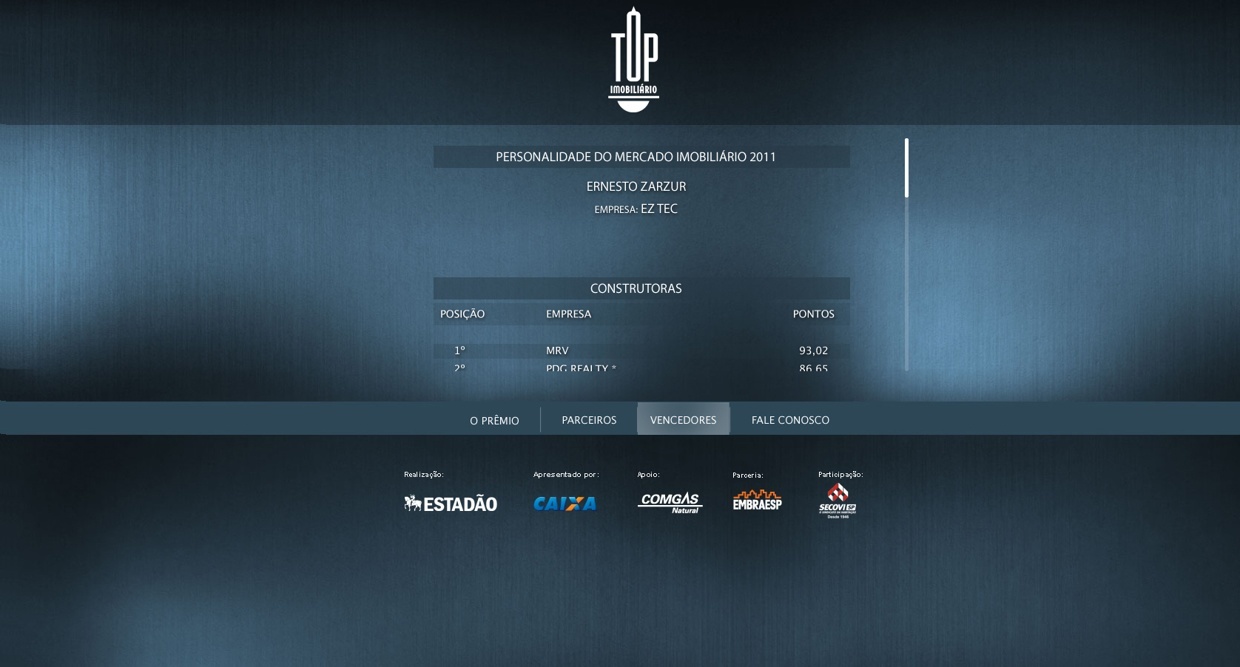 TOP
IMOBILIÁRIO
PERSONALIDADE DO MERCADO IMOBILIÁRIO 2011
ERNESTO ZARZUR
EMPRESA: EZ TEC
CONSTRUTORAS
POSIÇÃO EMPRESA PONTOS
1º MRV 93,02
2º PDG REALTY * 86,65
O PRÊMIO PARCEIROS VENCEDORES FALE CONOSCO
Realização: Apresentado por: Apoio: Parceria: Participação:
ESTADÃO CAIXA COMGÁS Natural EMBRAESP SECOVI SP
Desde 1946